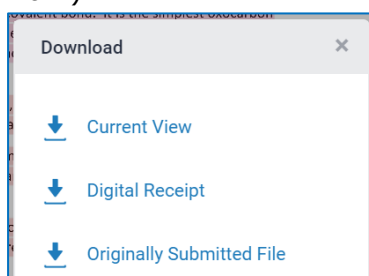 ovalent bond. It is the simplest oxocarbon
Download
Current View
Digital Receipt
Originally Submitted File